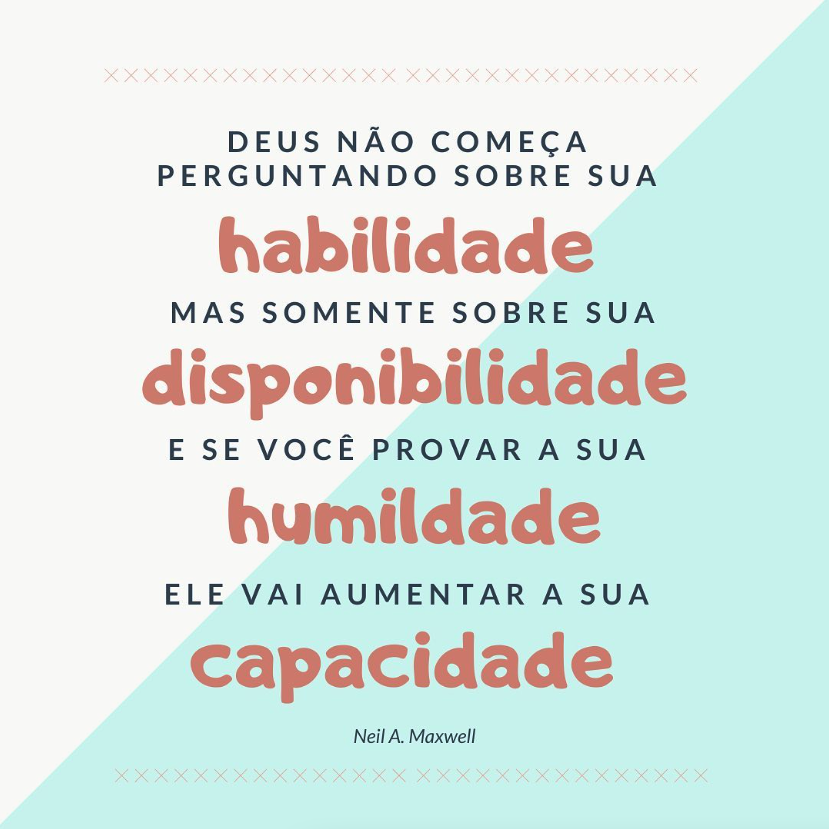 DEUS NÃO COMEÇA
PERGUNTANDO SOBRE SUA
habilidade
MAS SOMENTE SOBRE SUA
disponibilidade
E SE VOCÊ PROVAR A SUA
humildade
ELE VAI AUMENTAR A SUA
capacidade
Neil A. Maxwell